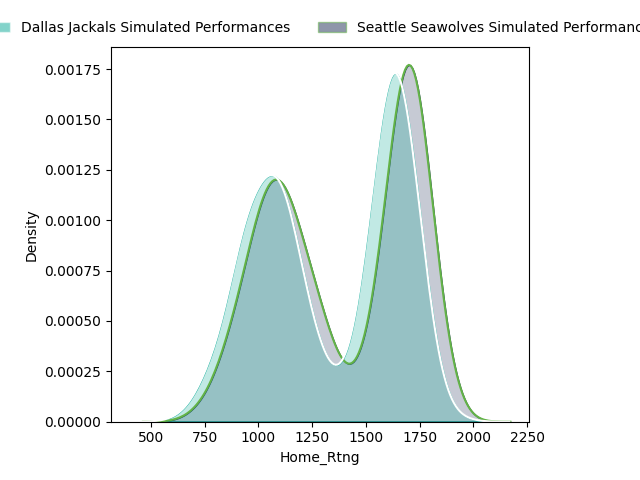 Dallas Jackals Simulated Performances Seattle Seawolves Simulated Performanc
0.00175
0.00150
0.00125
0.00100
0.00075
0.00050
0.00025
0.00000
Density
500 750 1000 1250 1500 1750 2000 2250
Home_Rtng